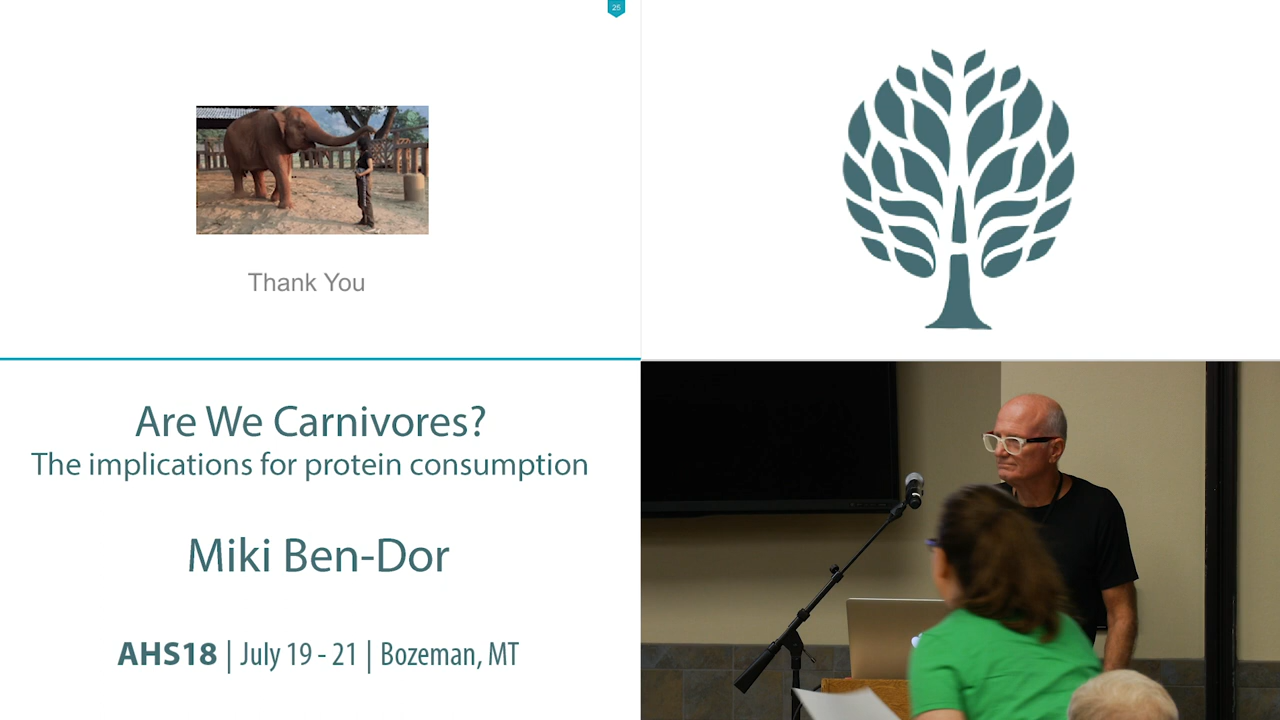 25
Thank You
Are We Carnivores?
The implications for protein consumption
Miki Ben-Dor
AHS18 | July 19 - 21 | Bozeman, MT